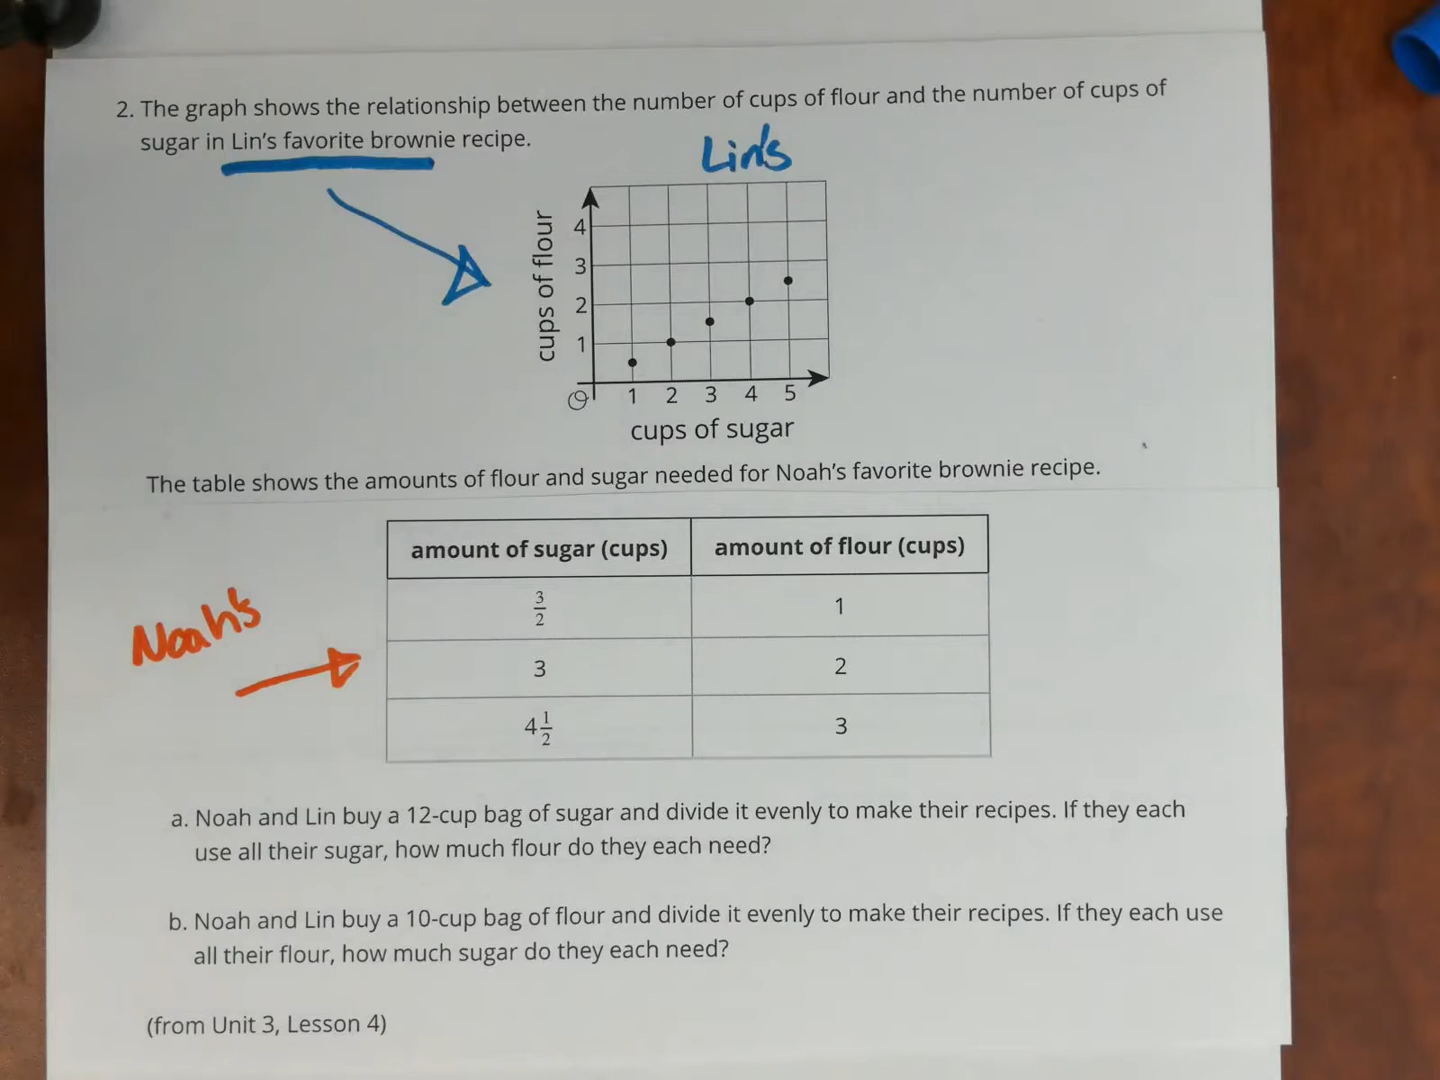 2. The graph shows the relationship between the number of cups of flour and the number of cups of
sugar in Lin's favorite brownie recipe.
Lin's
cups of flour
4
3
2
1
O
1 2 3 4 5
cups of sugar
The table shows the amounts of flour and sugar needed for Noah's favorite brownie recipe.
amount of sugar (cups) amount of flour (cups)
3/2 1
Noah's
3 2
4 1/2 3
a. Noah and Lin buy a 12-cup bag of sugar and divide it evenly to make their recipes. If they each
use all their sugar, how much flour do they each need?
b. Noah and Lin buy a 10-cup bag of flour and divide it evenly to make their recipes. If they each use
all their flour, how much sugar do they each need?
(from Unit 3, Lesson 4)